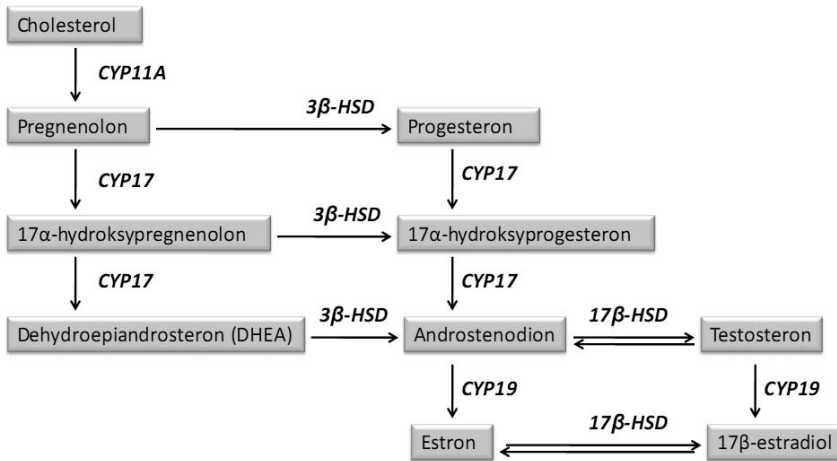 Cholesterol
CYP11A
3β-HSD
Pregnenolon
Progesteron
CYP17
CYP17
3β-HSD
17α-hydroksypregnenolon
17α-hydroksyprogesteron
CYP17
CYP17
3β-HSD
17β-HSD
Dehydroepiandrosteron (DHEA)
Androstenodion
Testosteron
CYP19
CYP19
17β-HSD
Estron
17β-estradiol